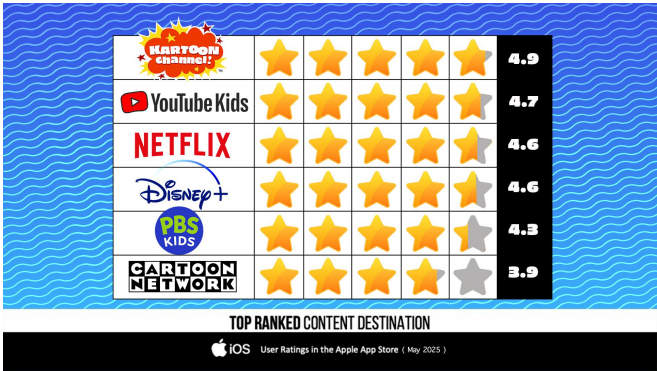 KARTOON
channel!
4.9
YouTube Kids
4.7
NETFLIX
4.6
Disney+
4.6
PBS
KIDS
4.3
CARTOON
NETWORK
3.9
TOP RANKED CONTENT DESTINATION
iOS User Ratings in the Apple App Store ( May 2025 )